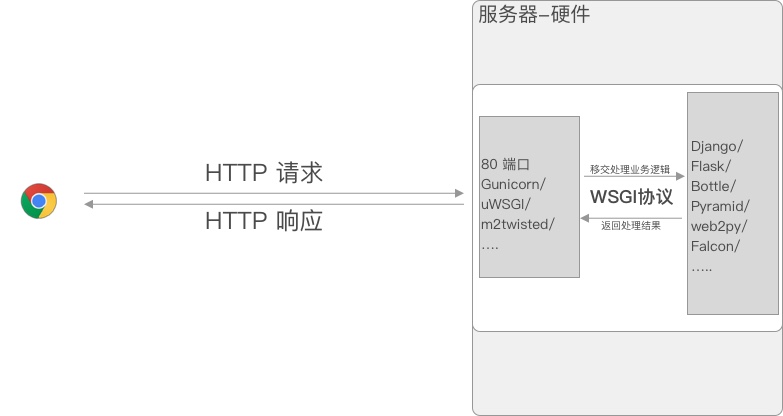 服务器-硬件
HTTP 请求
HTTP 响应
80 端口
Gunicorn/
uWSGI/
m2twisted/
....
移交处理业务逻辑
WSGI协议
返回处理结果
Django/
Flask/
Bottle/
Pyramid/
web2py/
Falcon/
.....